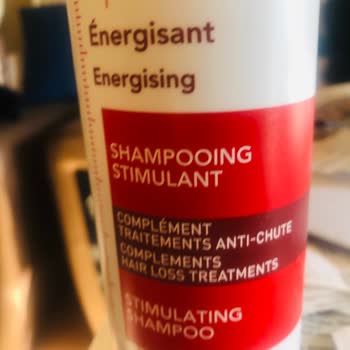 Énergisant
Energising
SHAMPOOING
STIMULANT
COMPLÉMENT
TRAITEMENTS ANTI-CHUTE
COMPLEMENTS
HAIR LOSS TREATMENTS
STIMULATING
SHAMPOO